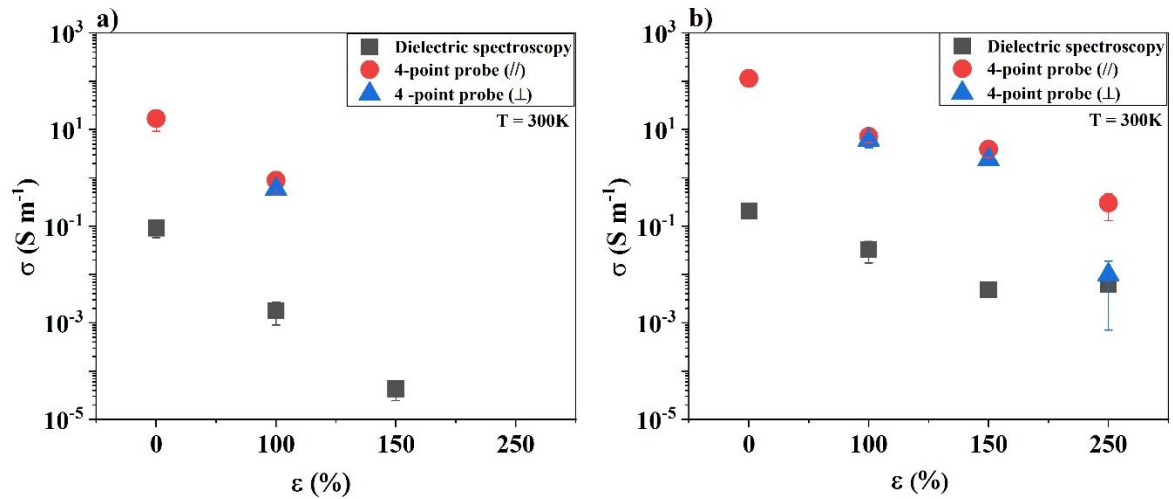 a)
Dielectric spectroscopy
4-point probe (//)
4 -point probe (⊥)
T = 300K
10³
10¹
10⁻¹
10⁻³
10⁻⁵
σ (S m⁻¹)
0 100 150 250
ε (%)
b)
Dielectric spectroscopy
4-point probe (//)
4-point probe (⊥)
T = 300K
10³
10¹
10⁻¹
10⁻³
10⁻⁵
σ (S m⁻¹)
0 100 150 250
ε (%)